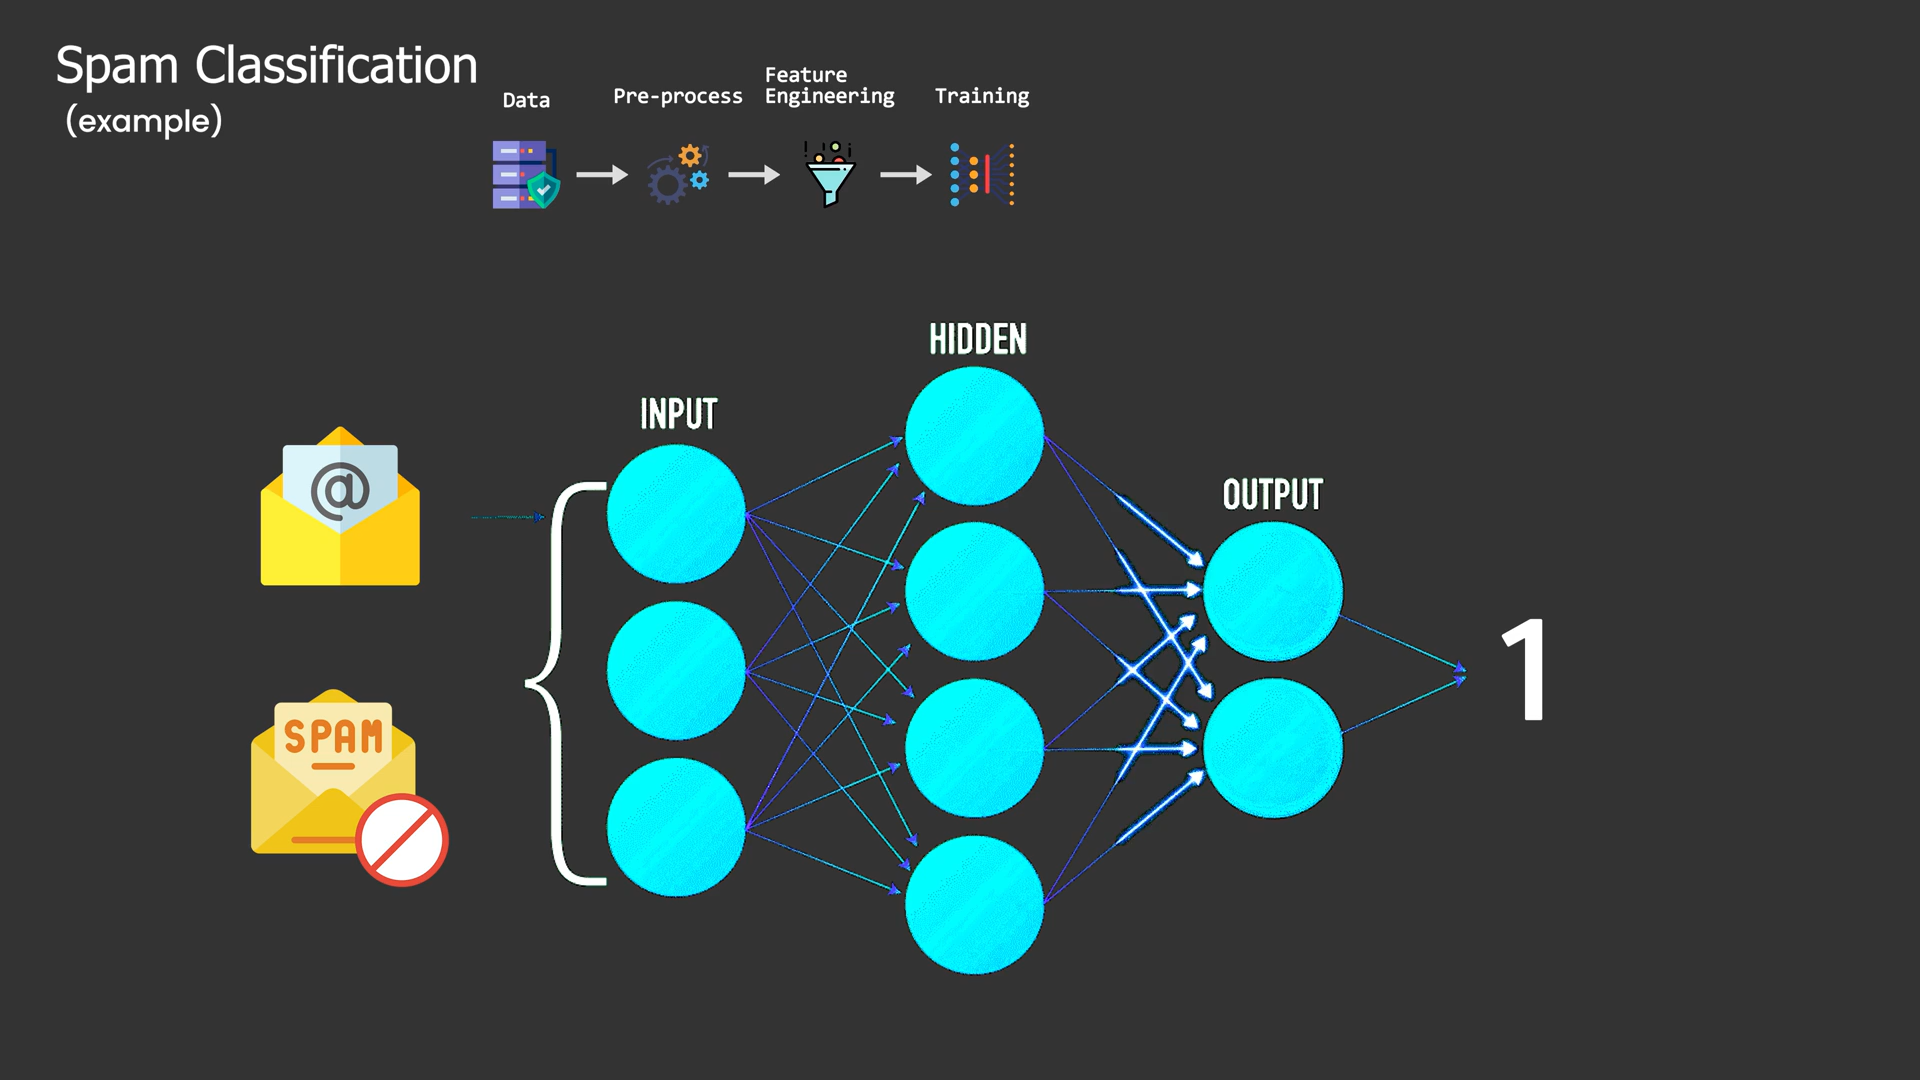 Spam Classification
(example)
Data
Pre-process
Feature
Engineering
Training
HIDDEN
INPUT
OUTPUT
@
SPAM
1